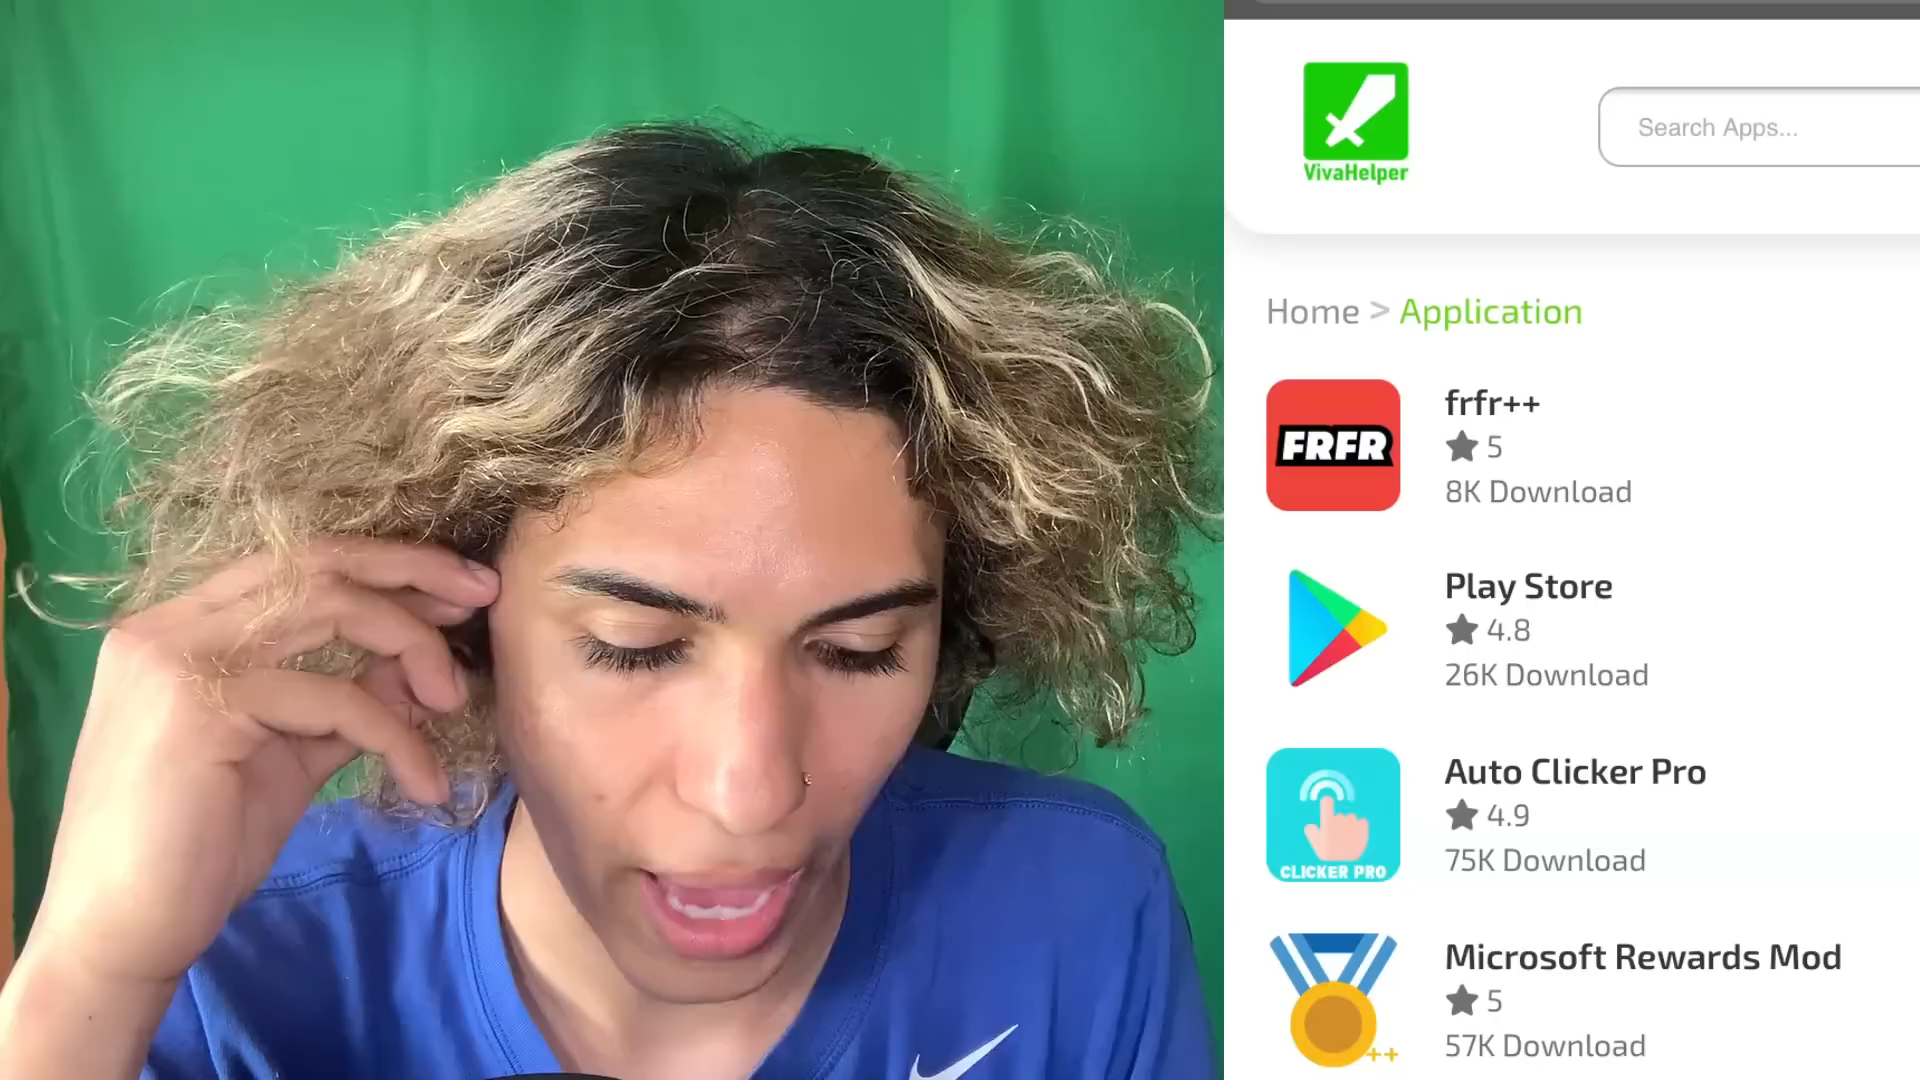 VivaHelper
Search Apps...
Home > Application
FRFR
frfr++
5
8K Download
Play Store
4.8
26K Download
CLICKER PRO
Auto Clicker Pro
4.9
75K Download
++
Microsoft Rewards Mod
5
57K Download